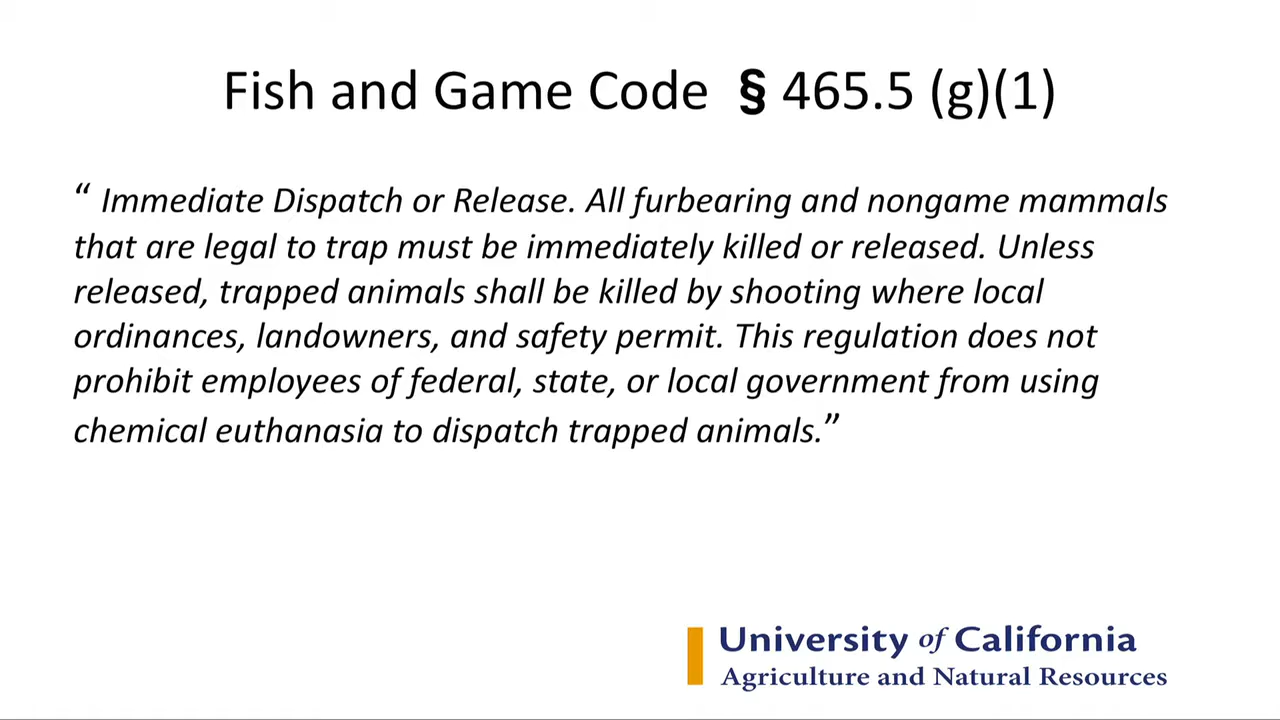 Fish and Game Code § 465.5 (g)(1)
“ Immediate Dispatch or Release. All furbearing and nongame mammals
that are legal to trap must be immediately killed or released. Unless
released, trapped animals shall be killed by shooting where local
ordinances, landowners, and safety permit. This regulation does not
prohibit employees of federal, state, or local government from using
chemical euthanasia to dispatch trapped animals.”
University of California
Agriculture and Natural Resources